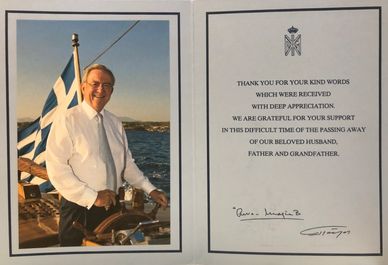 THANK YOU FOR YOUR KIND WORDS
WHICH WERE RECEIVED
WITH DEEP APPRECIATION.
WE ARE GRATEFUL FOR YOUR SUPPORT
IN THIS DIFFICULT TIME OF THE PASSING AWAY
OF OUR BELOVED HUSBAND,
FATHER AND GRANDFATHER.